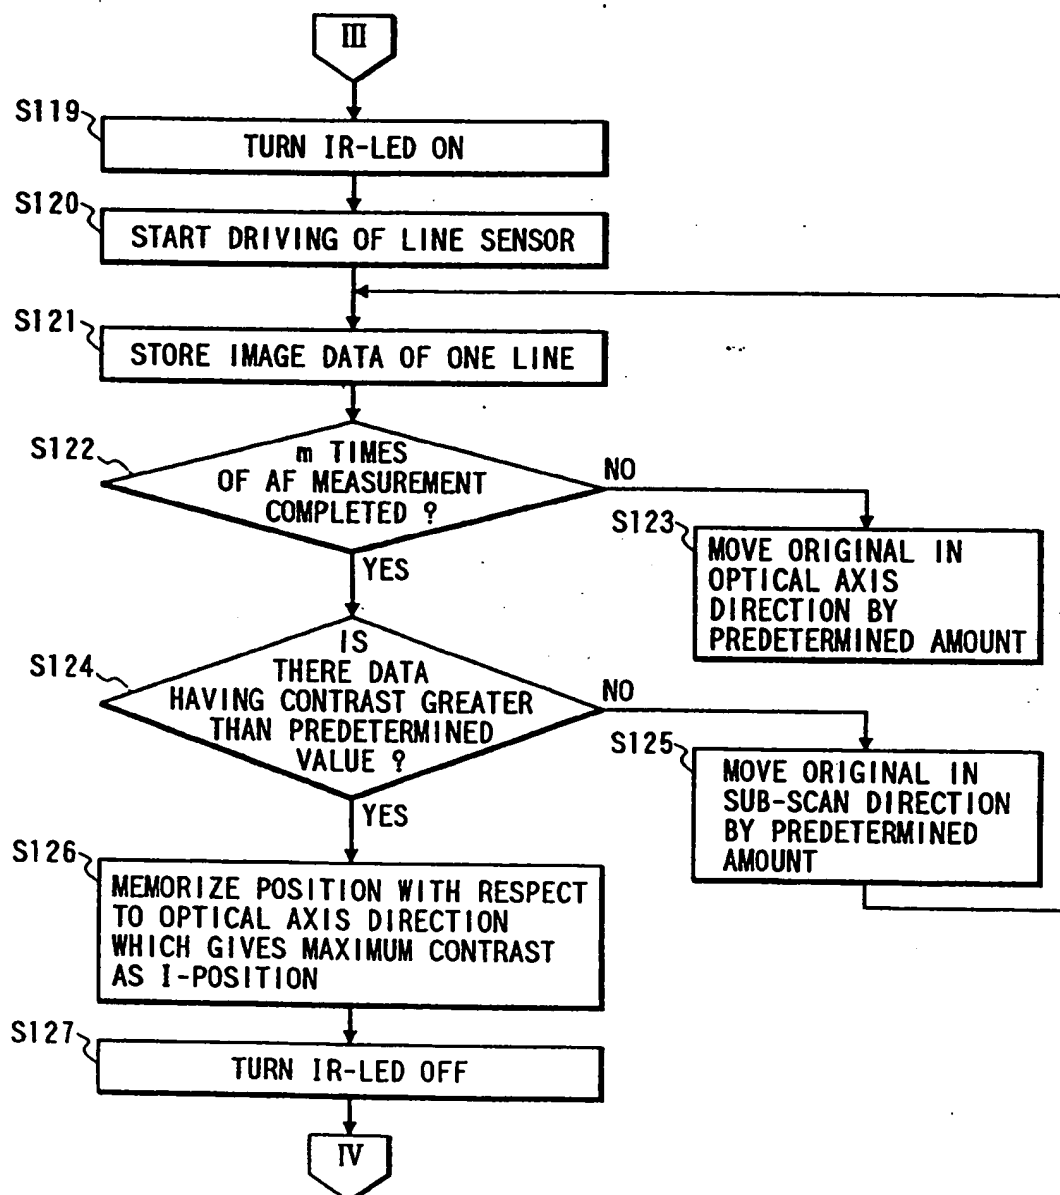 III
S119
TURN IR-LED ON
S120
START DRIVING OF LINE SENSOR
S121
STORE IMAGE DATA OF ONE LINE
S122
m TIMES
OF AF MEASUREMENT
COMPLETED ?
NO
YES
S123
MOVE ORIGINAL IN
OPTICAL AXIS
DIRECTION BY
PREDETERMINED AMOUNT
S124
IS
THERE DATA
HAVING CONTRAST GREATER
THAN PREDETERMINED
VALUE ?
NO
YES
S125
MOVE ORIGINAL IN
SUB-SCAN DIRECTION
BY PREDETERMINED
AMOUNT
S126
MEMORIZE POSITION WITH RESPECT
TO OPTICAL AXIS DIRECTION
WHICH GIVES MAXIMUM CONTRAST
AS I-POSITION
S127
TURN IR-LED OFF
IV